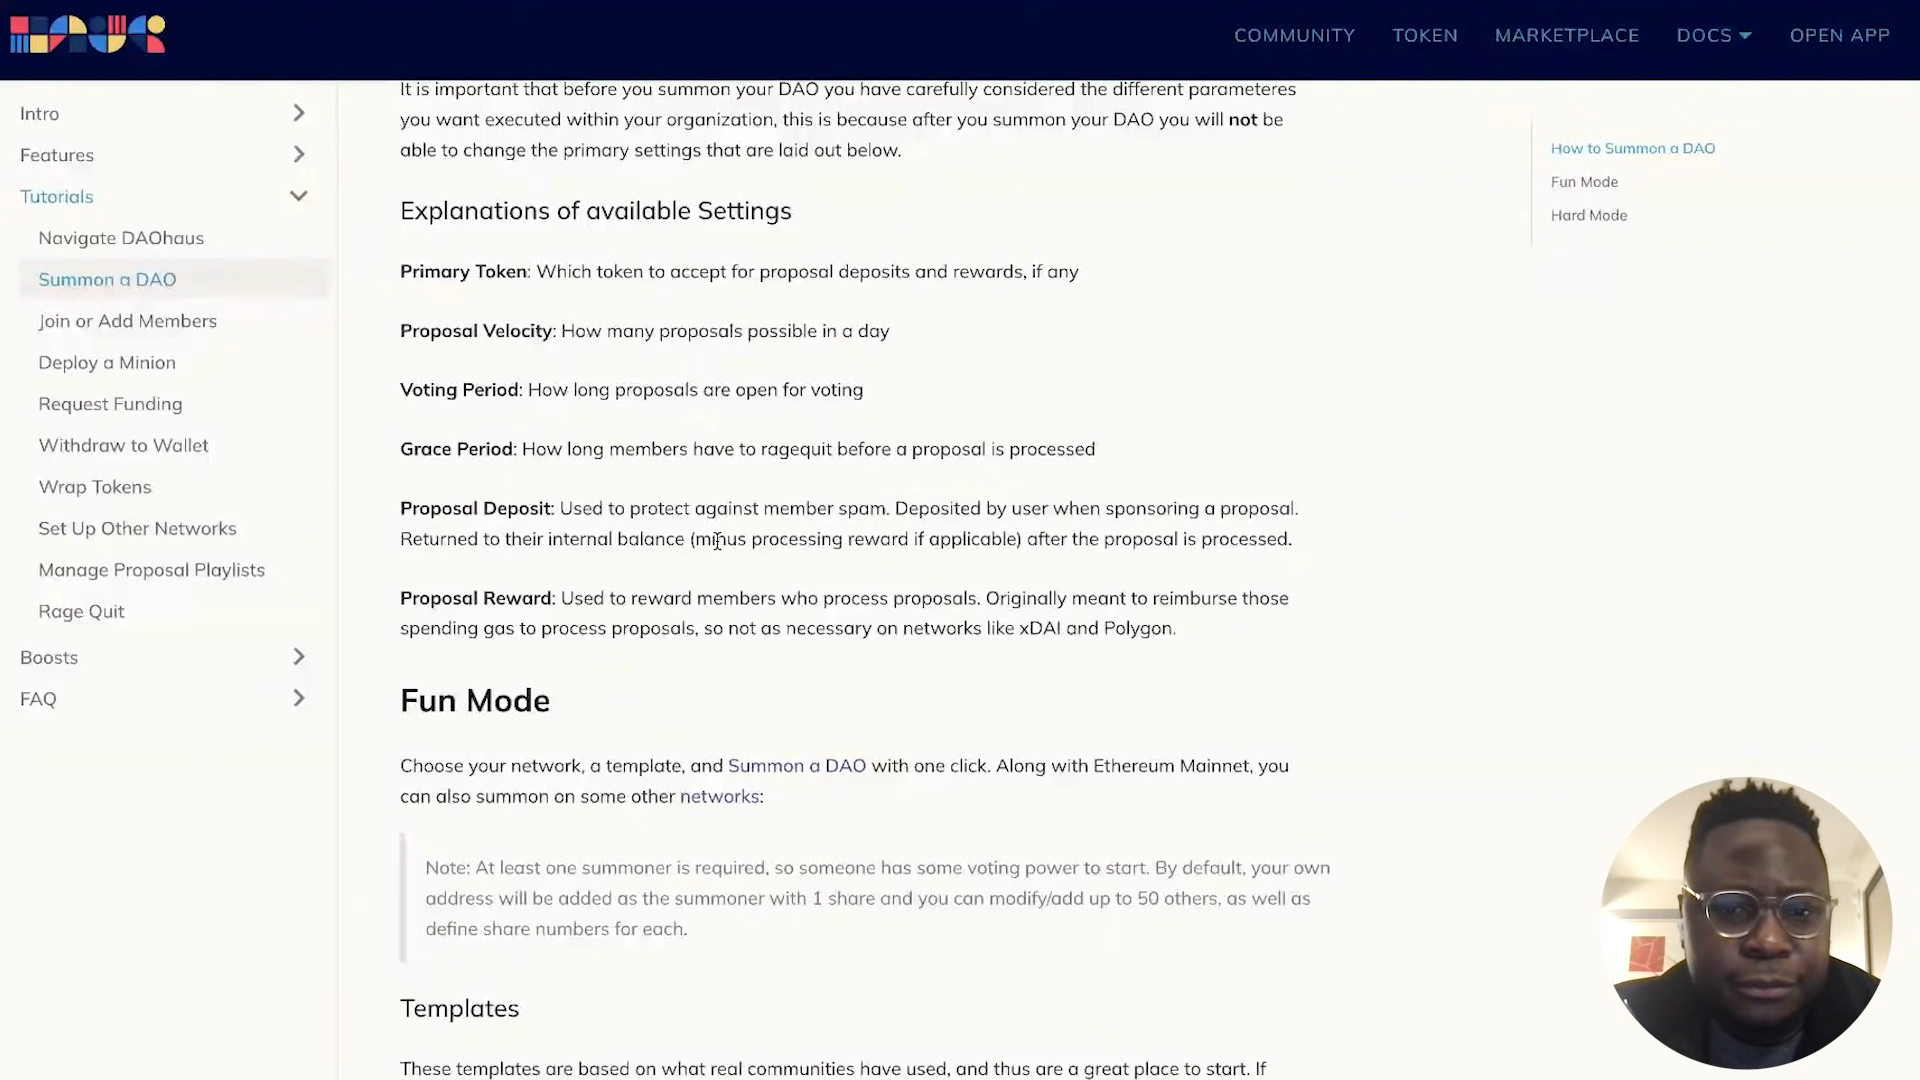 COMMUNITY TOKEN MARKETPLACE DOCS OPEN APP
Intro
Features
Tutorials
Navigate DAOhaus
Summon a DAO
Join or Add Members
Deploy a Minion
Request Funding
Withdraw to Wallet
Wrap Tokens
Set Up Other Networks
Manage Proposal Playlists
Rage Quit
Boosts
FAQ
It is important that before you summon your DAO you have carefully considered the different parameteres
you want executed within your organization, this is because after you summon your DAO you will not be
able to change the primary settings that are laid out below.
Explanations of available Settings
Primary Token: Which token to accept for proposal deposits and rewards, if any
Proposal Velocity: How many proposals possible in a day
Voting Period: How long proposals are open for voting
Grace Period: How long members have to ragequit before a proposal is processed
Proposal Deposit: Used to protect against member spam. Deposited by user when sponsoring a proposal.
Returned to their internal balance (minus processing reward if applicable) after the proposal is processed.
Proposal Reward: Used to reward members who process proposals. Originally meant to reimburse those
spending gas to process proposals, so not as necessary on networks like xDAI and Polygon.
Fun Mode
Choose your network, a template, and Summon a DAO with one click. Along with Ethereum Mainnet, you
can also summon on some other networks:
Note: At least one summoner is required, so someone has some voting power to start. By default, your own
address will be added as the summoner with 1 share and you can modify/add up to 50 others, as well as
define share numbers for each.
Templates
These templates are based on what real communities have used, and thus are a great place to start. If
How to Summon a DAO
Fun Mode
Hard Mode